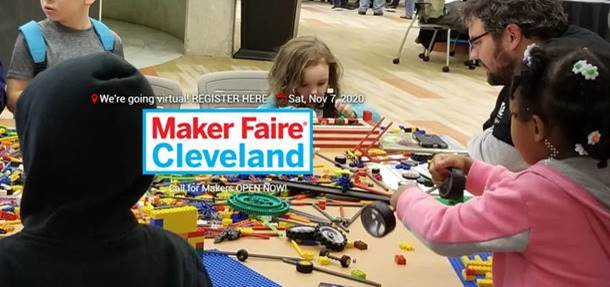 We're going virtual! REGISTER HERE Sat, Nov 7, 2020
Maker Faire®
Cleveland
Call for Makers OPEN NOW!